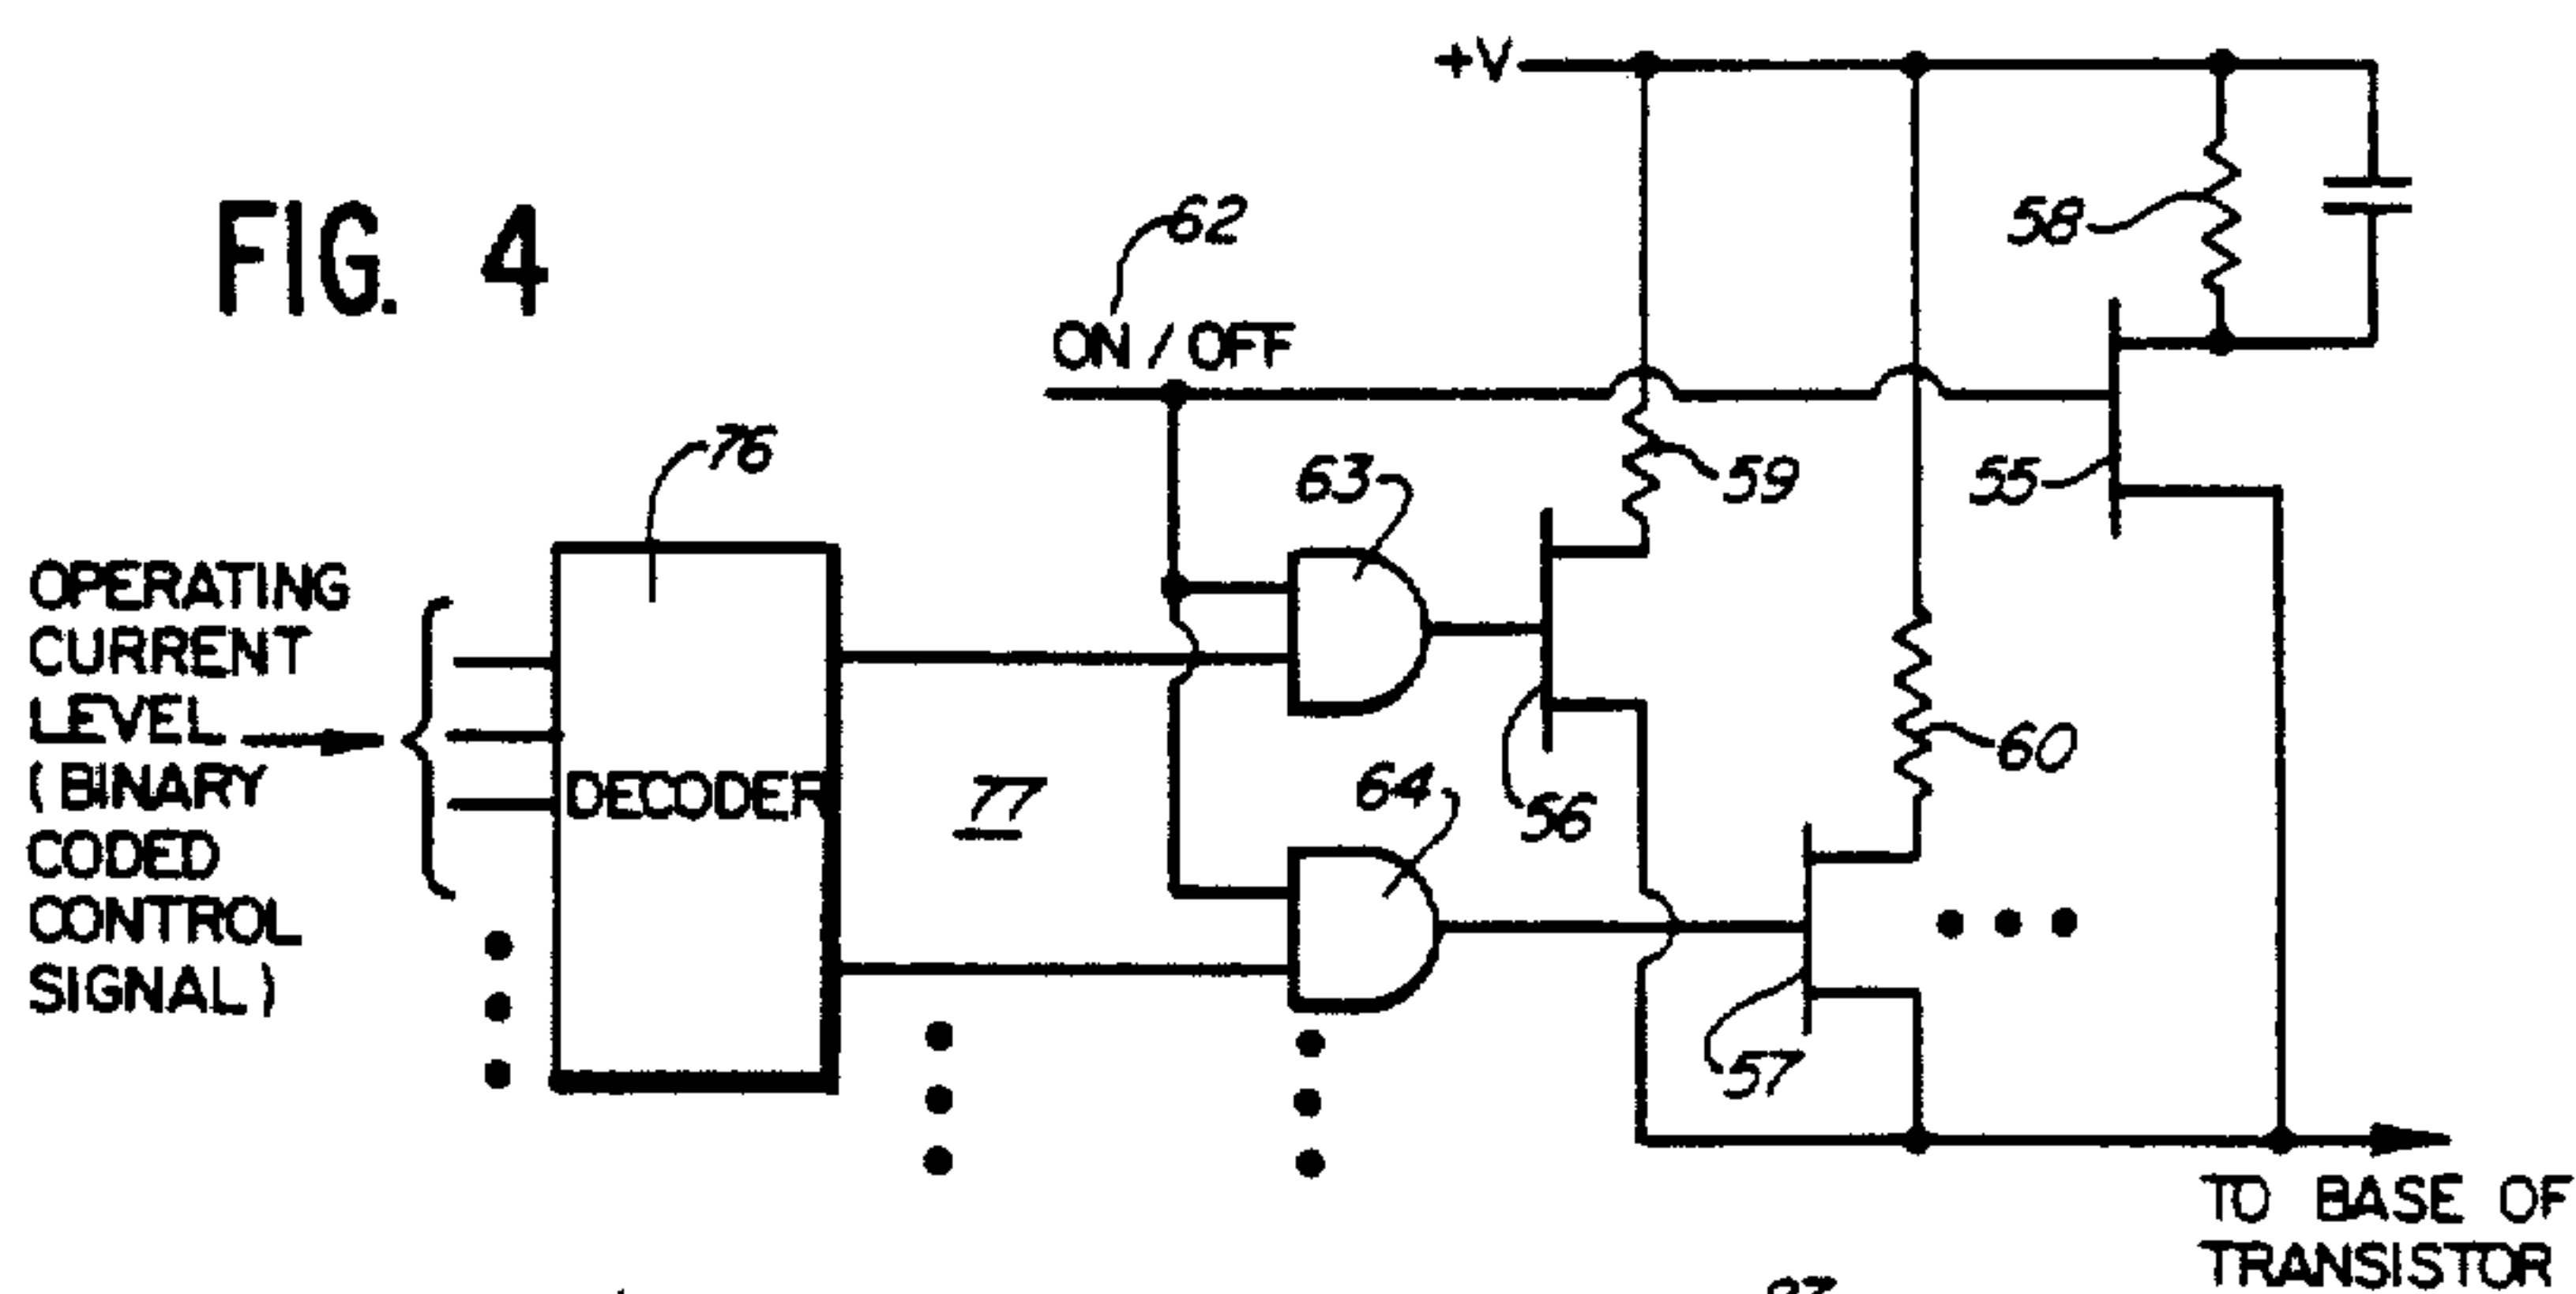 FIG. 4
+V
62
ON / OFF
58
76
63
59
55
OPERATING
CURRENT
LEVEL
(BINARY
CODED
CONTROL
SIGNAL)
DECODER
77
64
56
60
57
TO BASE OF
TRANSISTOR